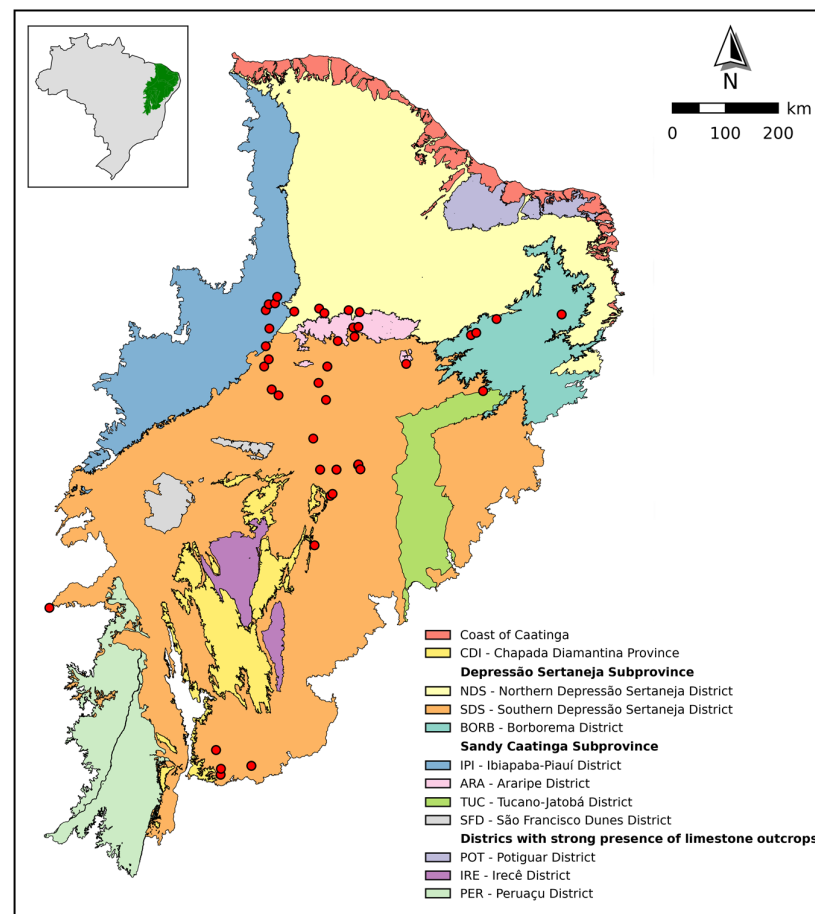 N
km
0 100 200
Coast of Caatinga
CDI - Chapada Diamantina Province
Depressão Sertaneja Subprovince
NDS - Northern Depressão Sertaneja District
SDS - Southern Depressão Sertaneja District
BORB - Borborema District
Sandy Caatinga Subprovince
IPI - Ibiapaba-Piauí District
ARA - Araripe District
TUC - Tucano-Jatobá District
SFD - São Francisco Dunes District
Districs with strong presence of limestone outcrops
POT - Potiguar District
IRE - Irecê District
PER - Peruaçu District